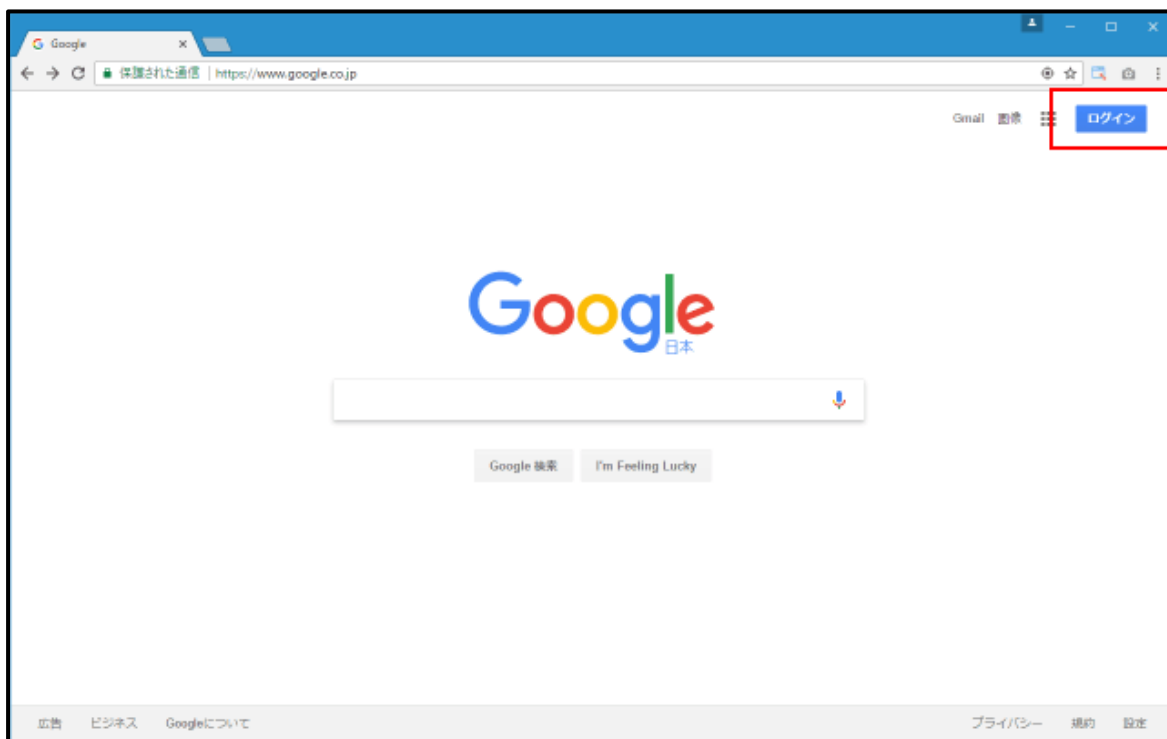 Google
保護された通信 | https://www.google.co.jp
Gmail 画像 ログイン
Google
日本
Google 検索 I'm Feeling Lucky
広告 ビジネス Googleについて プライバシー 規約 設定